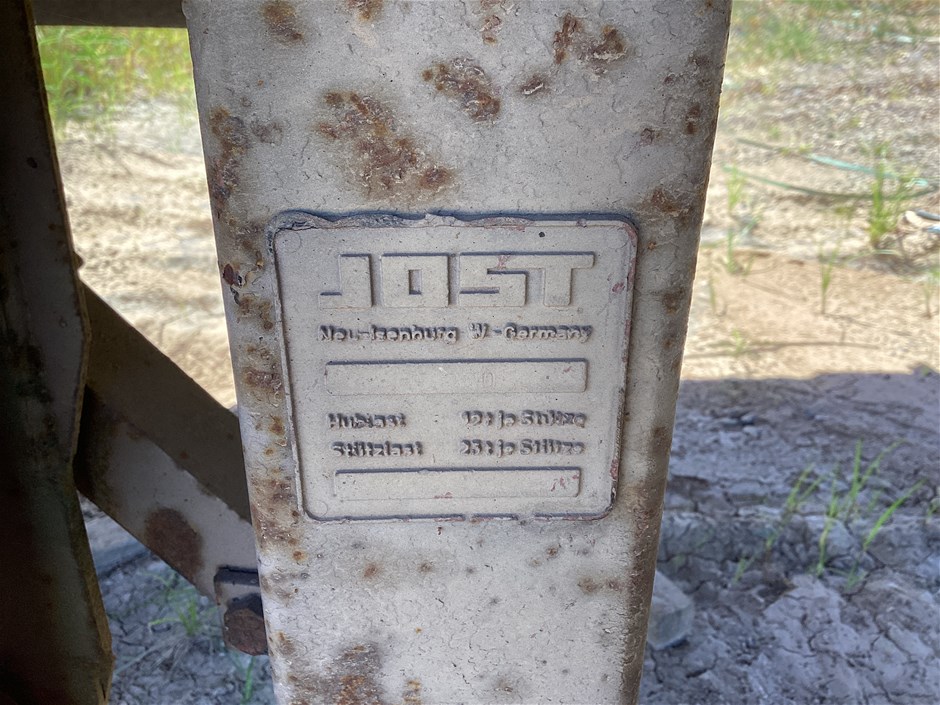 JOST
Neu-Isenburg W.-Germany
Hublast 12 t je Stütze
Stützlast 25 t je Stütze